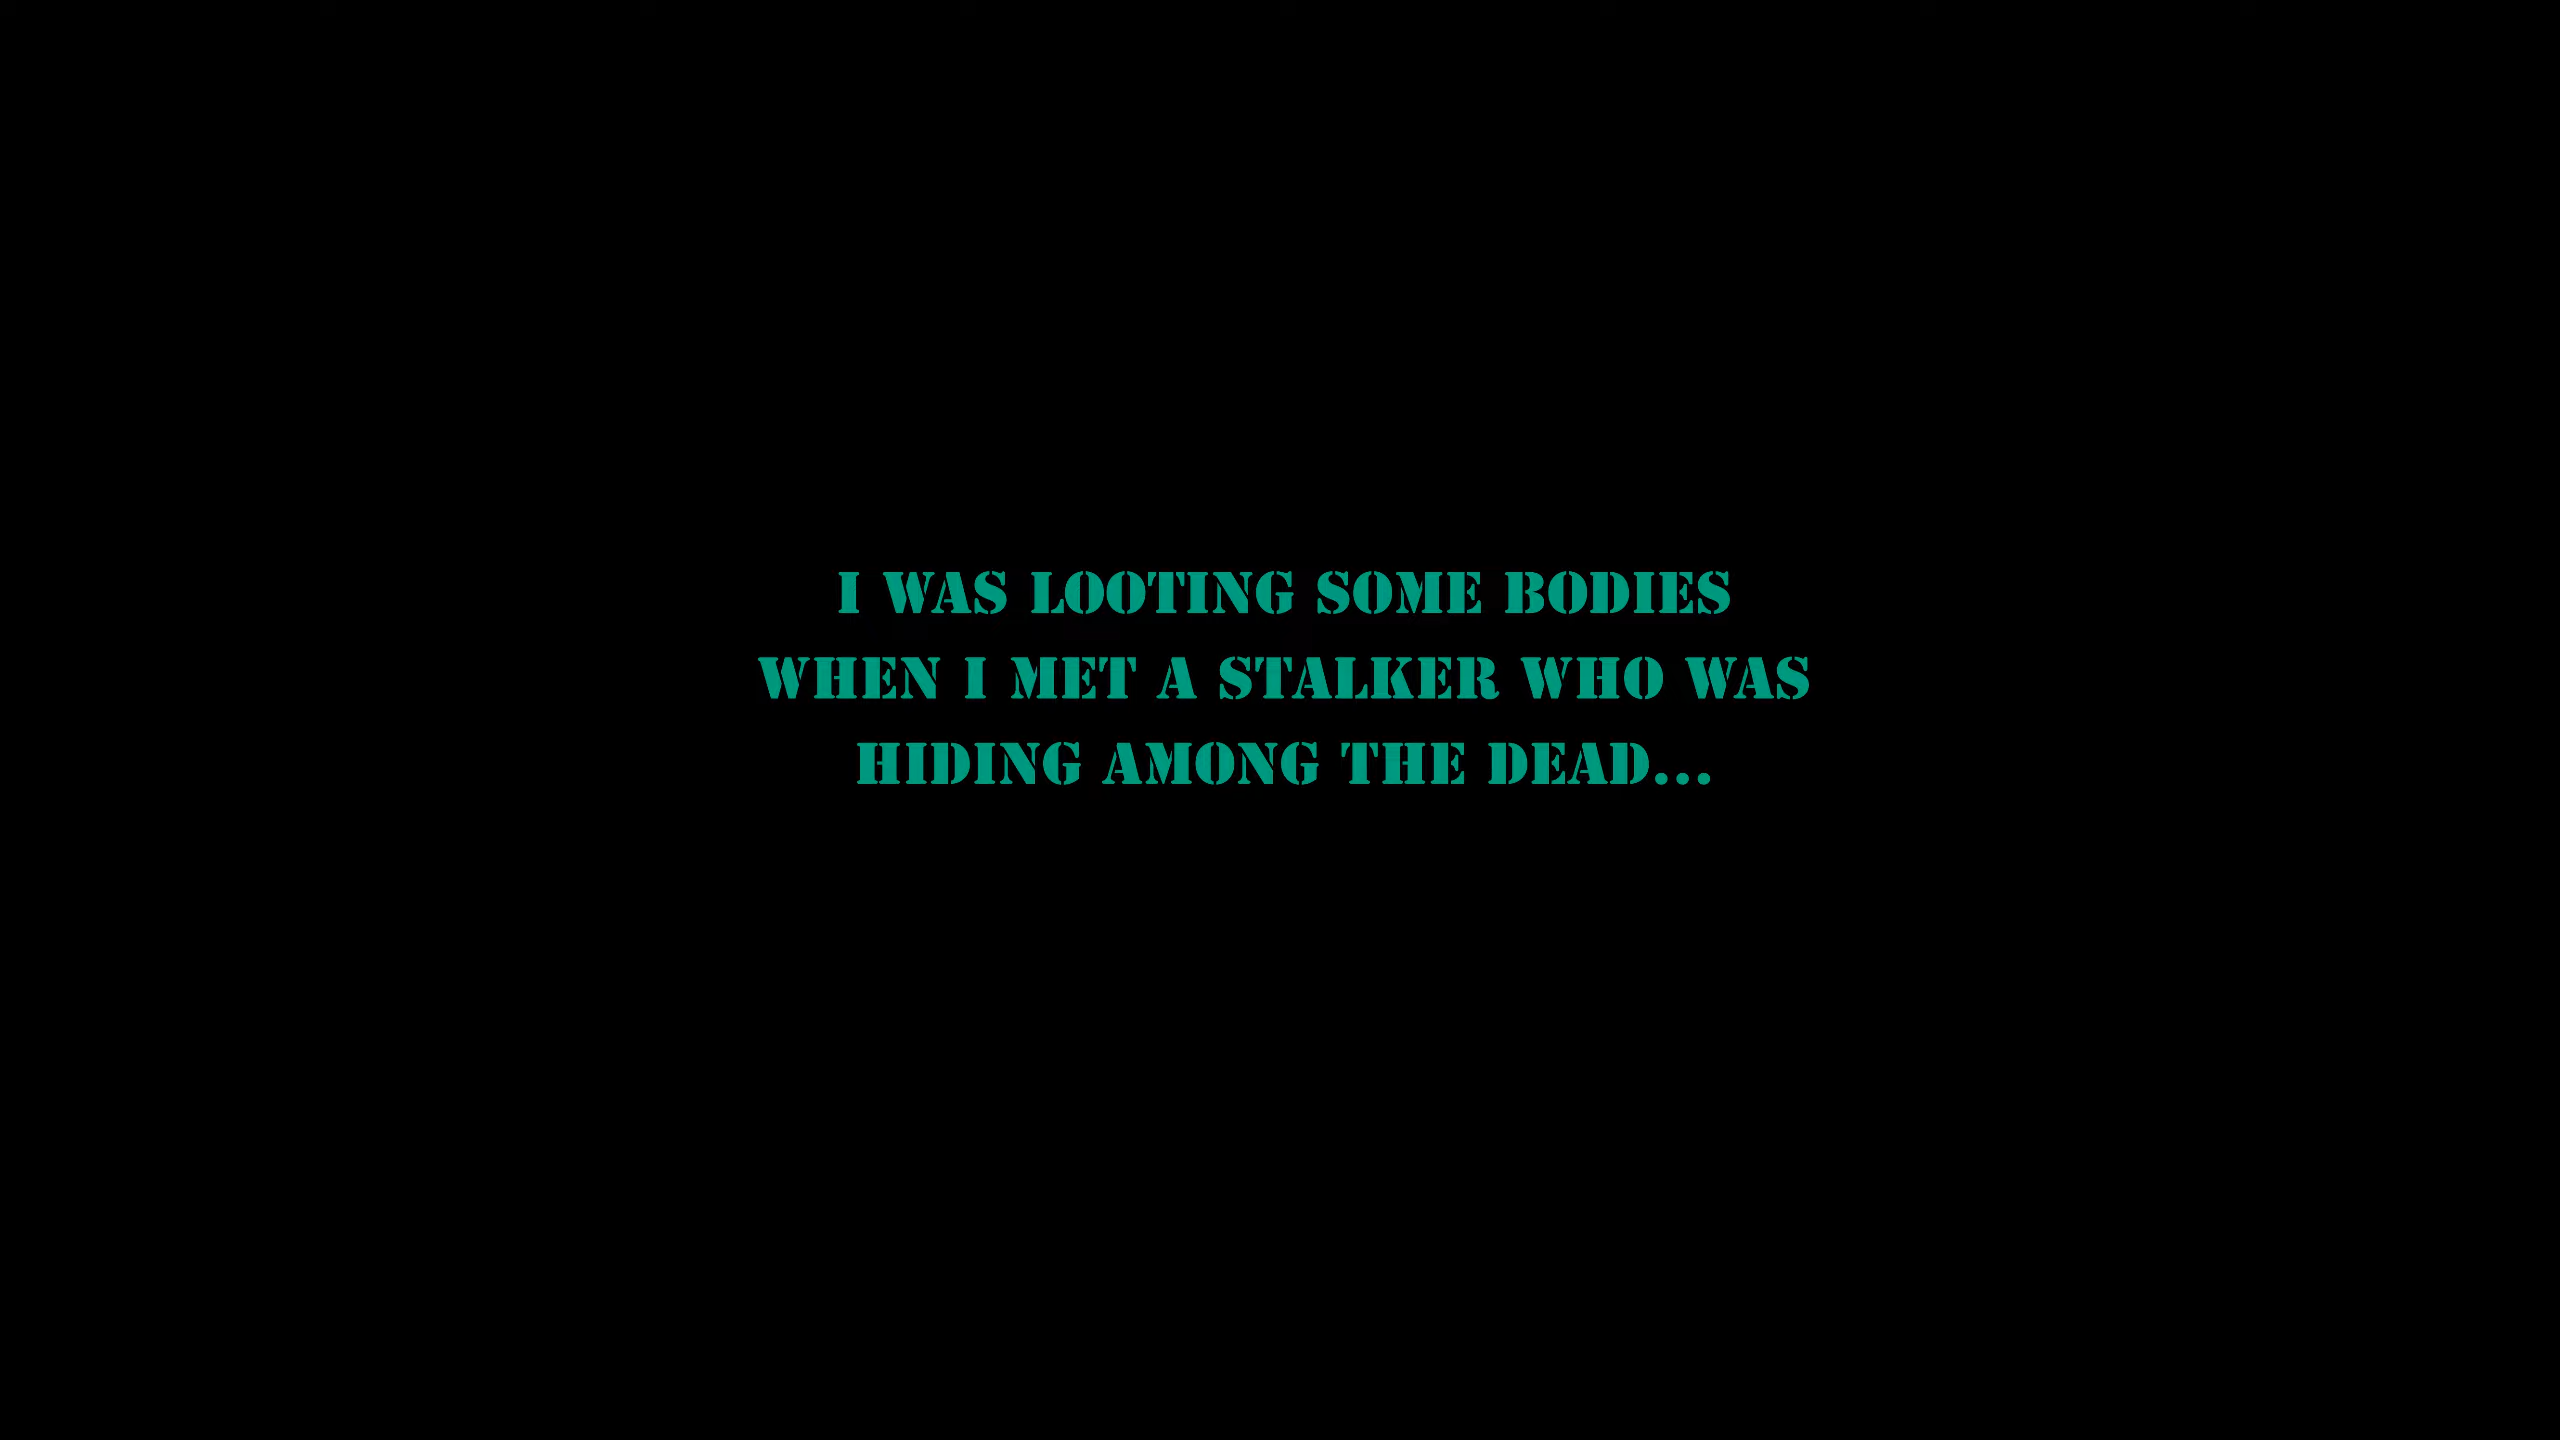 I WAS LOOTING SOME BODIES
WHEN I MET A STALKER WHO WAS
HIDING AMONG THE DEAD...